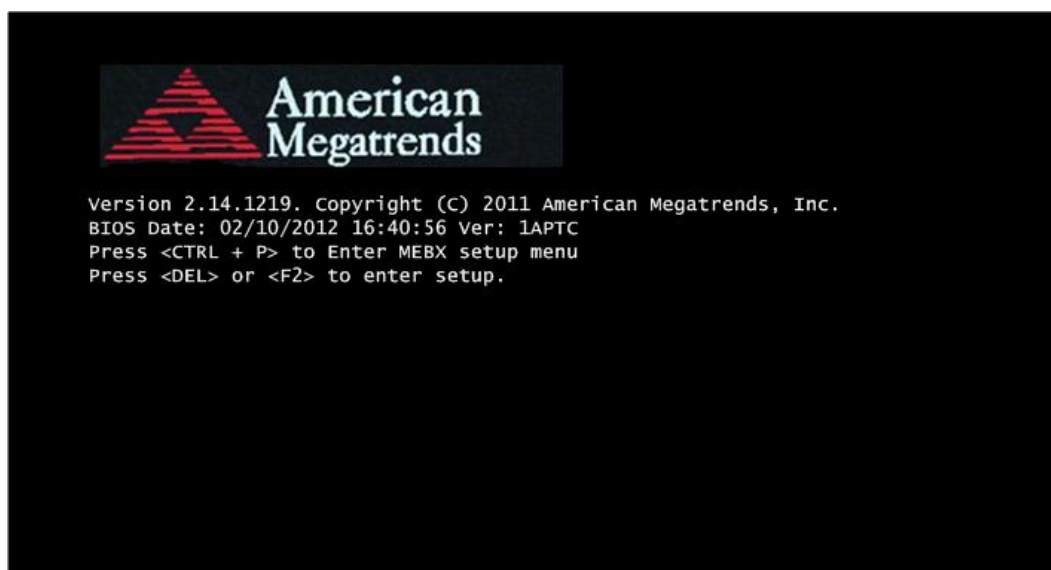 American
Megatrends
Version 2.14.1219. Copyright (C) 2011 American Megatrends, Inc.
BIOS Date: 02/10/2012 16:40:56 Ver: 1APTC
Press <CTRL + P> to Enter MEBX setup menu
Press <DEL> or <F2> to enter setup.